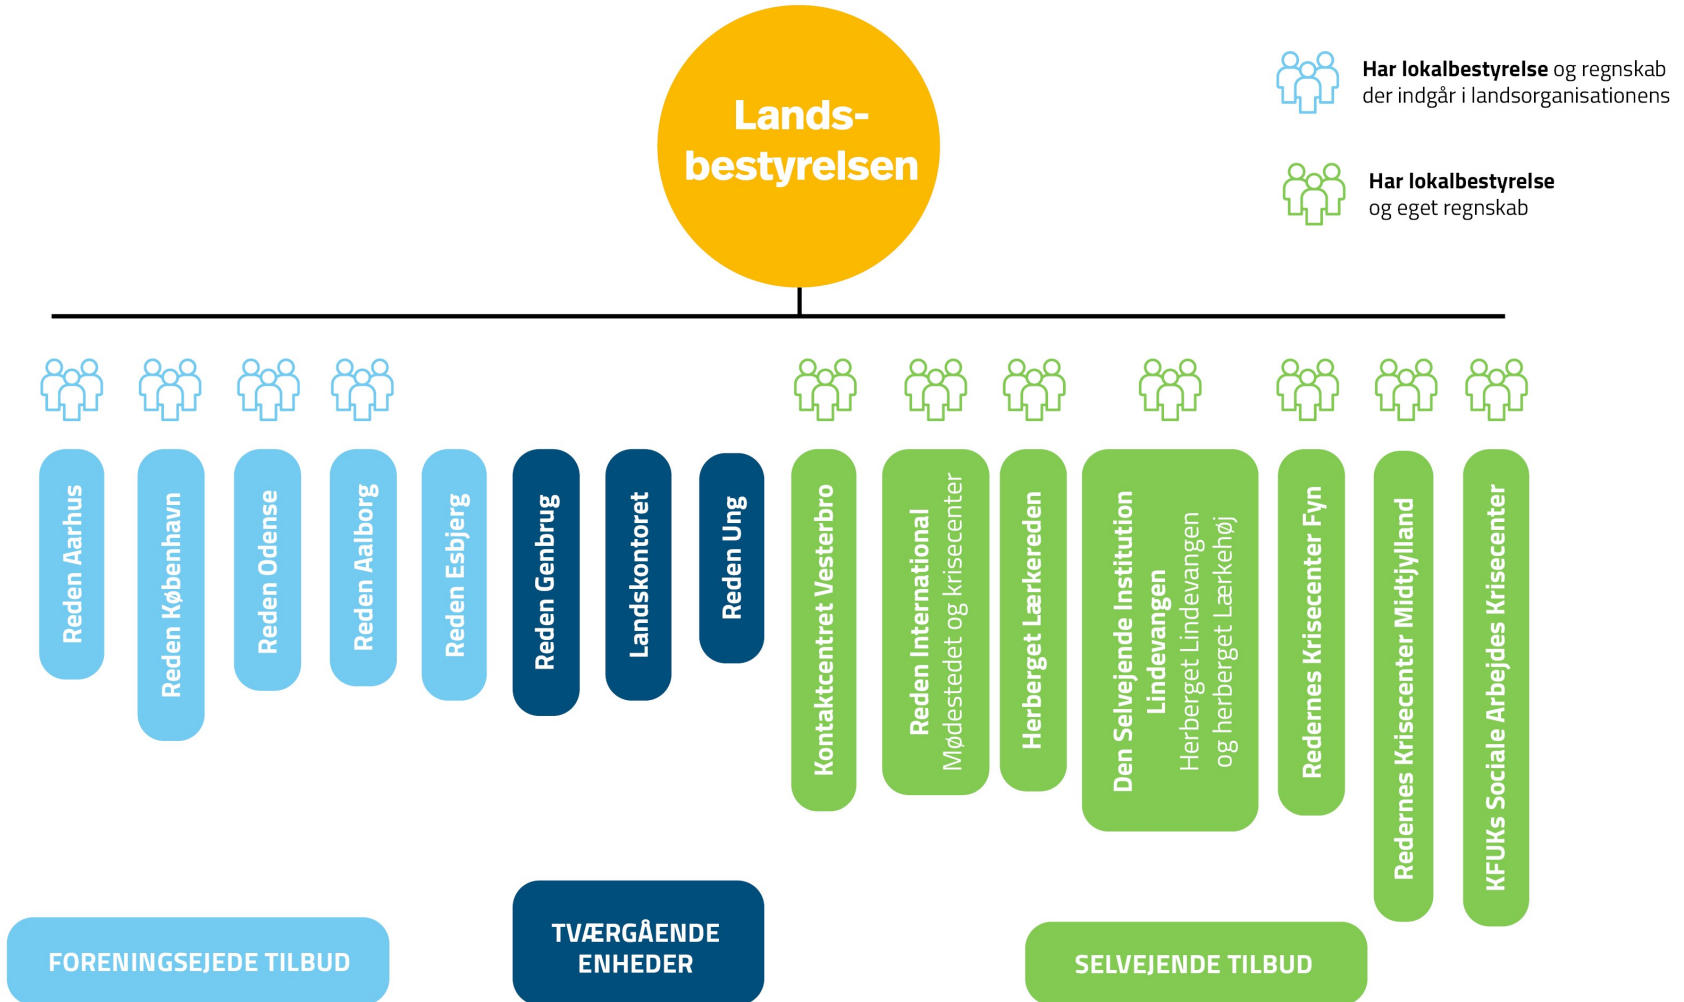 Lands-
bestyrelsen
Har lokalbestyrelse og regnskab
der indgår i landsorganisationens
Har lokalbestyrelse
og eget regnskab
Reden Aarhus
Reden København
Reden Odense
Reden Aalborg
Reden Esbjerg
Reden Genbrug
Landskontoret
Reden Ung
Kontaktcentret Vesterbro
Reden International
Mødestedet og krisecenter
Herberget Lærkereden
Den Selvejende Institution
Lindevangen
Herberget Lindevangen
og herberget Lærkehøj
Redernes Krisecenter Fyn
Redernes Krisecenter Midtjylland
KFUKs Sociale Arbejdes Krisecenter
FORENINGSEJEDE TILBUD
TVÆRGÅENDE
ENHEDER
SELVEJENDE TILBUD